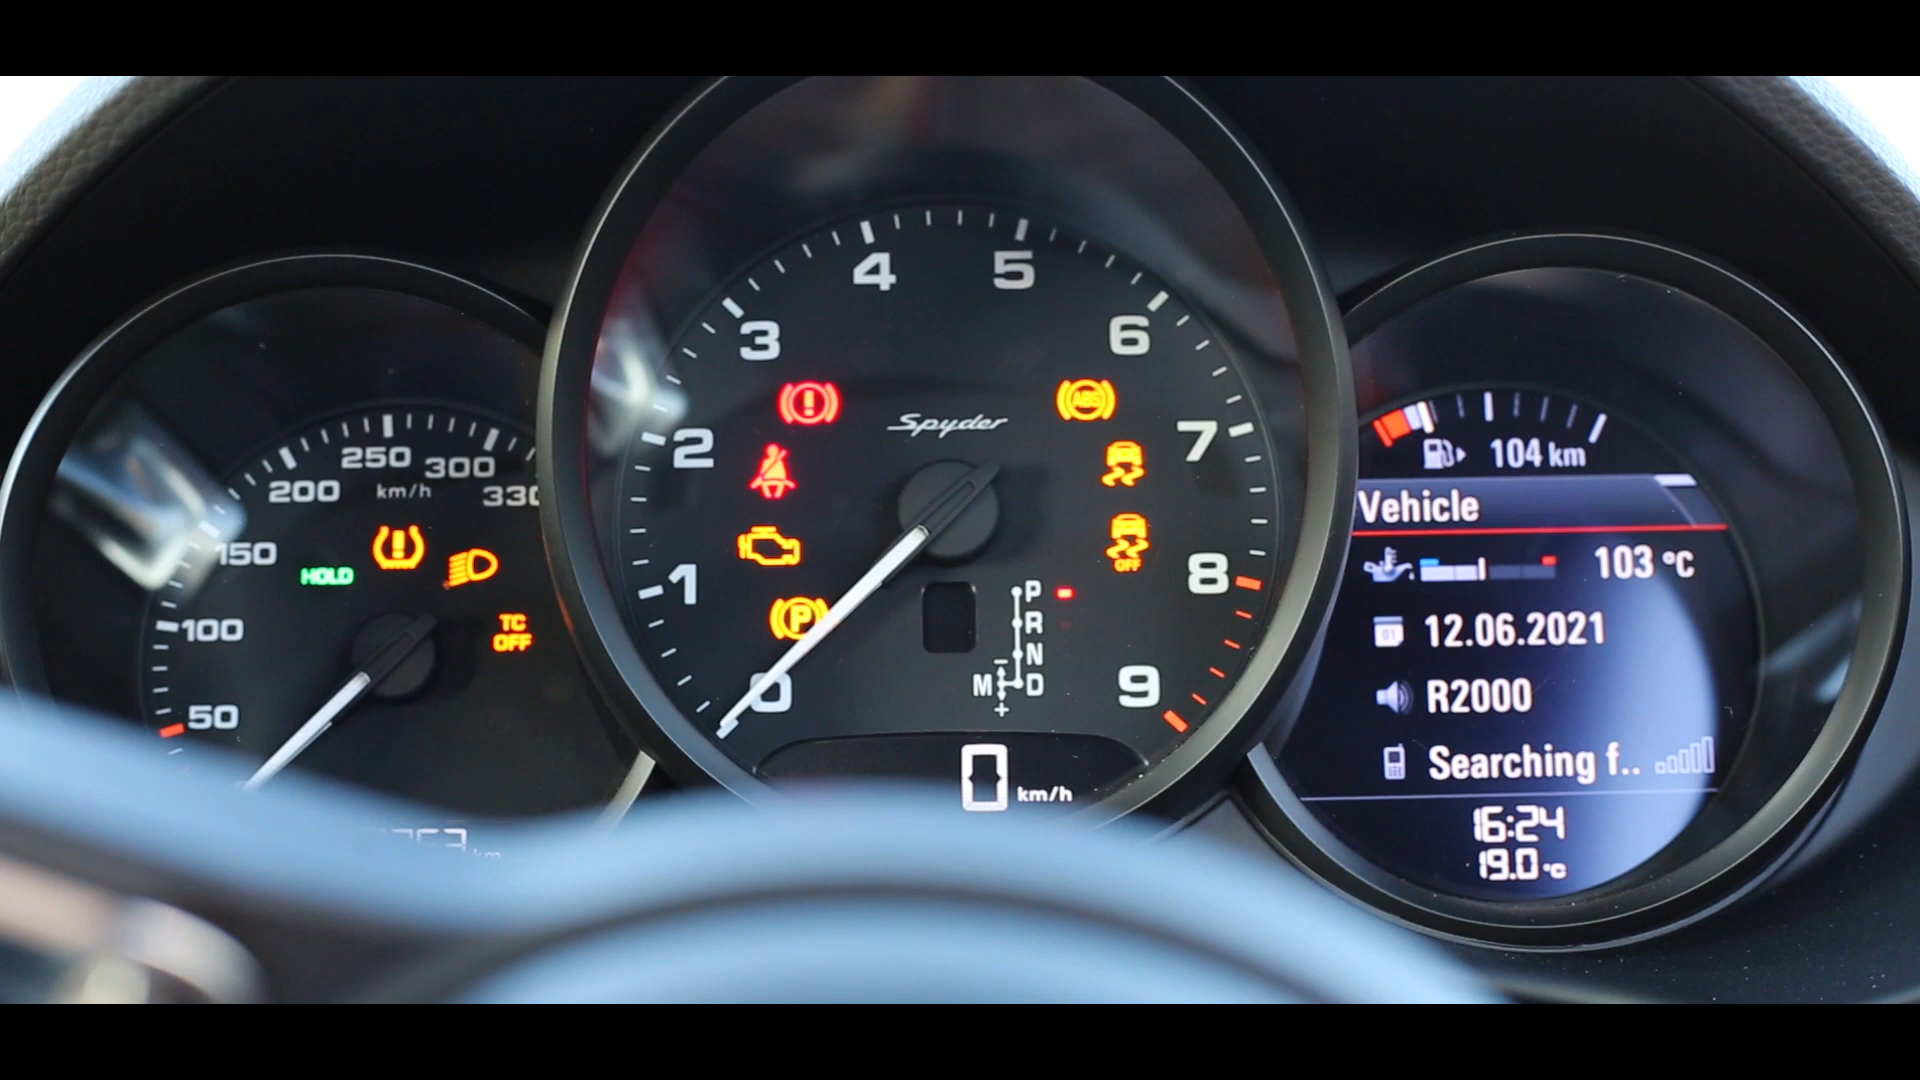 50
100
150
200
250
300
km/h
HOLD
TC
OFF
km
0
1
2
3
4
5
6
7
8
9
Spyder
ABS
OFF
P
P
R
N
M D
0 km/h
104 km
Vehicle
103 °C
01 12.06.2021
R2000
Searching f..
16:24
19.0 °C